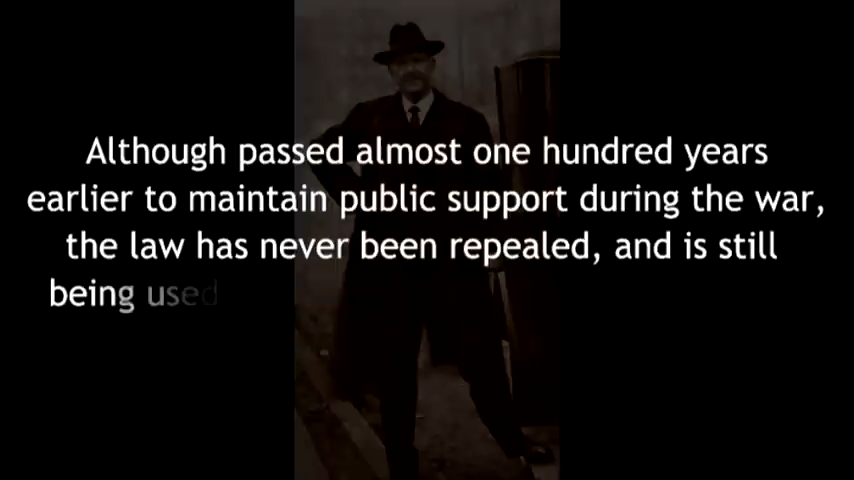 Although passed almost one hundred years
earlier to maintain public support during the war,
the law has never been repealed, and is still
being used